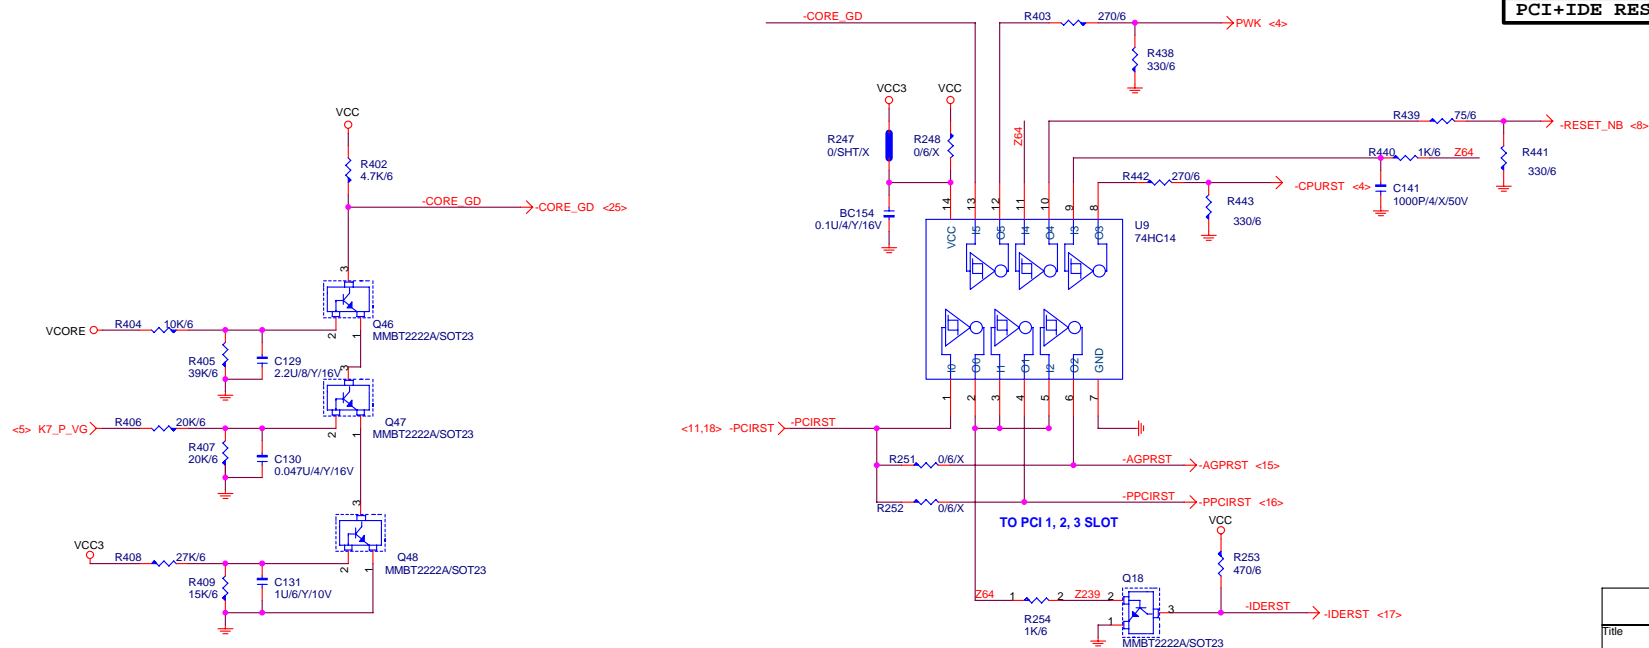 PCI+IDE RES
-CORE_GD
R403
270/6
PWK <4>
R438
330/6
VCC3
VCC
R247
0/SHT/X
R248
0/6/X
Z64
R439
75/6
-RESET_NB <8>
R440
1K/6
Z64
R441
330/6
R442
270/6
-CPURST <4>
C141
1000P/4/X/50V
R443
330/6
BC154
0.1U/4/Y/16V
14
13
12
11
10
9
8
VCC
I5
O5
I4
O4
I3
O3
U9
74HC14
I0
O0
I1
O1
I2
O2
GND
1
2
3
4
5
6
7
<11,18> -PCIRST
-PCIRST
R251
0/6/X
-AGPRST
-AGPRST <15>
R252
0/6/X
-PPCIRST
-PPCIRST <16>
TO PCI 1, 2, 3 SLOT
VCC
R253
470/6
Z64
1
2
Z239
R254
1K/6
Q18
2
1
3
MMBT2222A/SOT23
-IDERST
-IDERST <17>
VCC
R402
4.7K/6
-CORE_GD
-CORE_GD <25>
3
VCORE
R404
10K/6
2
1
Q46
MMBT2222A/SOT23
R405
39K/6
C129
2.2U/8/Y/16V
3
<5> K7_P_VG
R406
20K/6
2
1
Q47
MMBT2222A/SOT23
R407
20K/6
C130
0.047U/4/Y/16V
3
VCC3
R408
27K/6
2
1
Q48
MMBT2222A/SOT23
R409
15K/6
C131
1U/6/Y/10V
Title